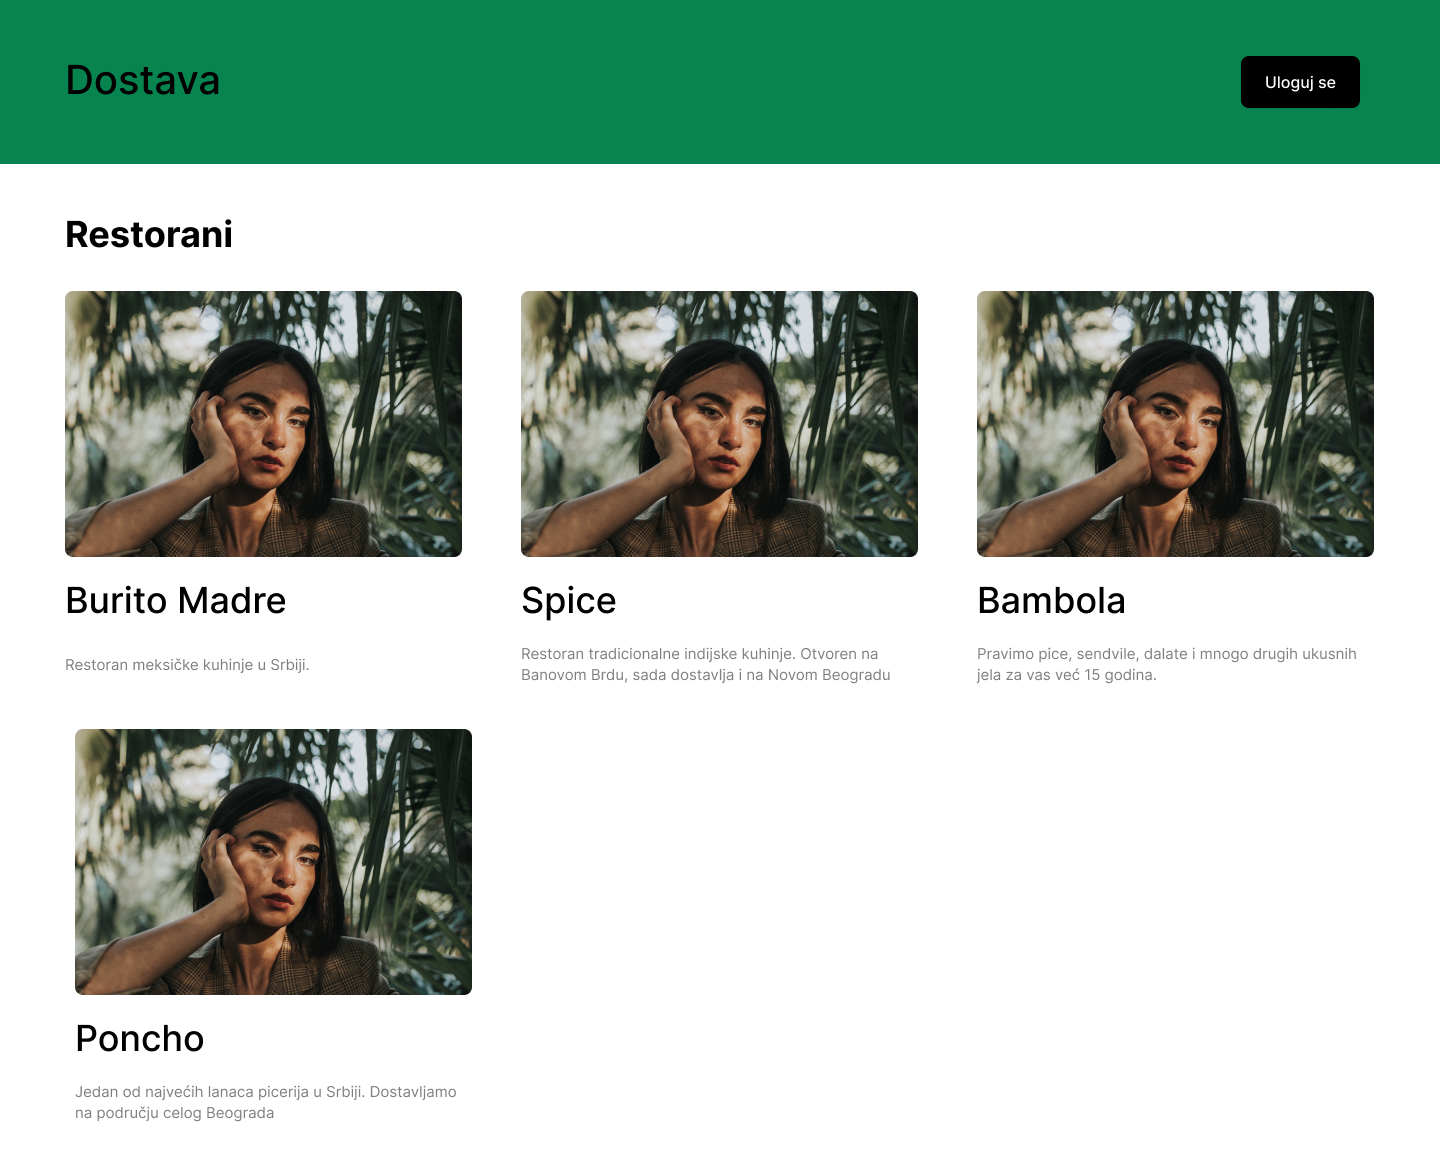 Dostava
Uloguj se
Restorani
Burito Madre
Restoran meksičke kuhinje u Srbiji.
Spice
Restoran tradicionalne indijske kuhinje. Otvoren na
Banovom Brdu, sada dostavlja i na Novom Beogradu
Bambola
Pravimo pice, sendvile, dalate i mnogo drugih ukusnih
jela za vas već 15 godina.
Poncho
Jedan od najvećih lanaca picerija u Srbiji. Dostavljamo
na području celog Beograda